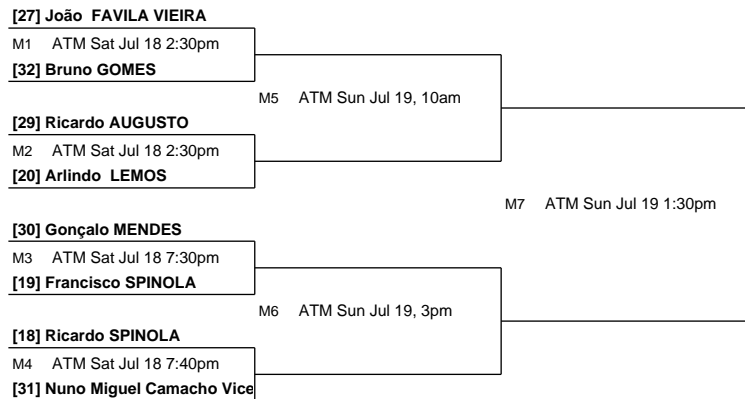 [27] João  FAVILA VIEIRA
M1 ATM Sat Jul 18 2:30pm
[32] Bruno GOMES
M5 ATM Sun Jul 19, 10am
[29] Ricardo AUGUSTO
M2 ATM Sat Jul 18 2:30pm
[20] Arlindo  LEMOS
M7 ATM Sun Jul 19 1:30pm
[30] Gonçalo MENDES
M3 ATM Sat Jul 18 7:30pm
[19] Francisco SPINOLA
M6 ATM Sun Jul 19, 3pm
[18] Ricardo SPINOLA
M4 ATM Sat Jul 18 7:40pm
[31] Nuno Miguel Camacho Vice